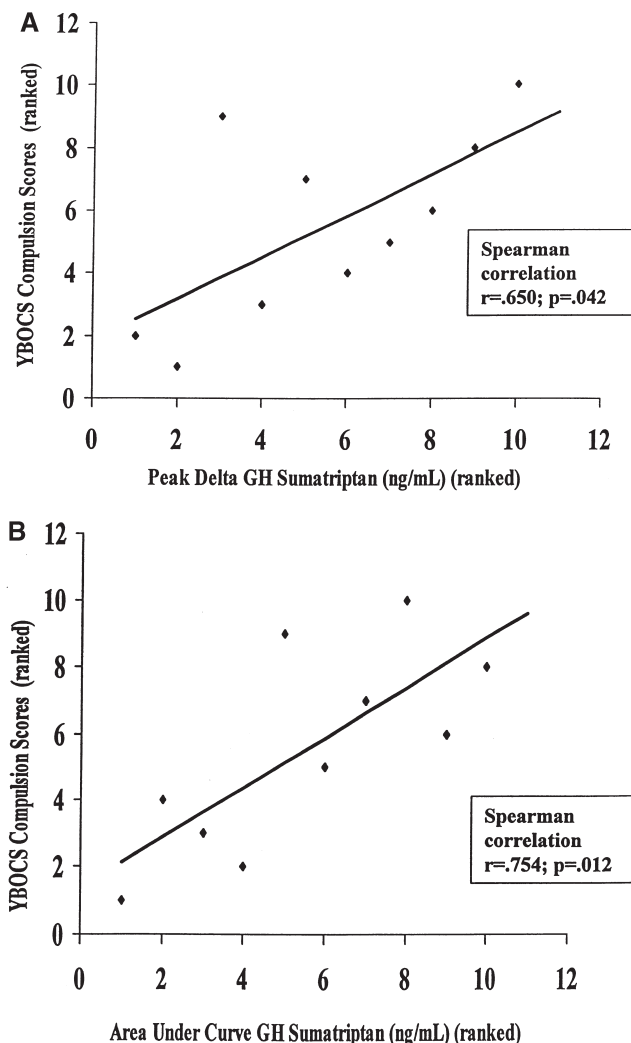 A
12
10
8
6
4
2
0
YBOCS Compulsion Scores (ranked)
Spearman
correlation
r=.650; p=.042
0 2 4 6 8 10 12
Peak Delta GH Sumatriptan (ng/mL) (ranked)
B
12
10
8
6
4
2
0
YBOCS Compulsion Scores (ranked)
Spearman
correlation
r=.754; p=.012
0 2 4 6 8 10 12
Area Under Curve GH Sumatriptan (ng/mL) (ranked)